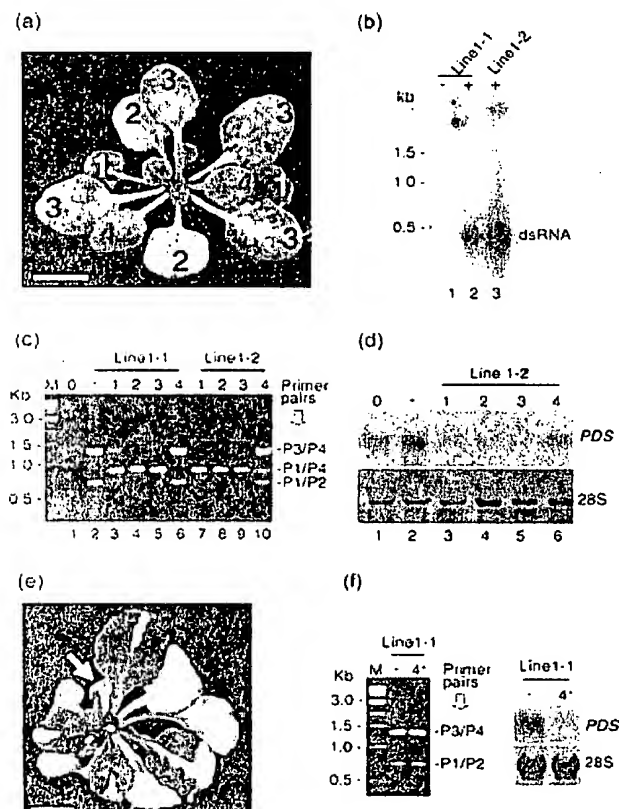 (a)
3
2
3
1
4
1
3
4
3
2
(b)
Line1-1
Line1-2
- + +
kb
1.5 -
1.0 -
0.5 -
dsRNA
1 2 3
(c)
Line1-1 Line1-2
M 0 - 1 2 3 4 1 2 3 4 Primer pairs
Kb
3.0
1.5
1.0
0.5
-P3/P4
-P1/P4
-P1/P2
1 2 3 4 5 6 7 8 9 10
(d)
Line 1-2
0 - 1 2 3 4
PDS
28S
1 2 3 4 5 6
(e)
(f)
Line1-1
Kb M - 4* Primer pairs
3.0
1.5
1.0
0.5
-P3/P4
-P1/P2
Line1-1
- 4*
PDS
28S